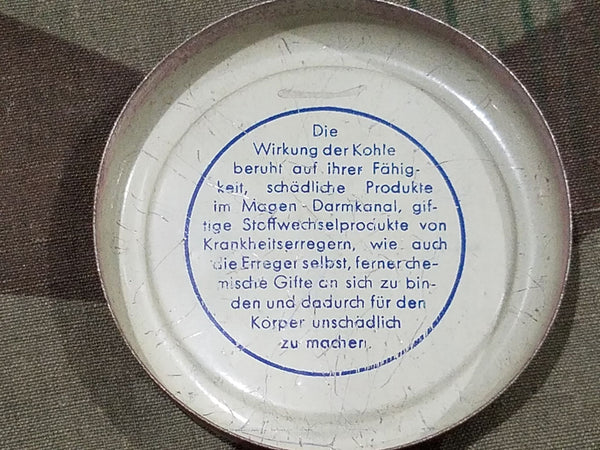 Die
Wirkung der Kohle
beruht auf ihrer Fähig-
keit, schädliche Produkte
im Magen-Darmkanal, gif-
tige Stoffwechselprodukte von
Krankheitserregern, wie auch
die Erreger selbst, ferner che-
mische Gifte an sich zu bin-
den und dadurch für den
Körper unschädlich
zu machen.